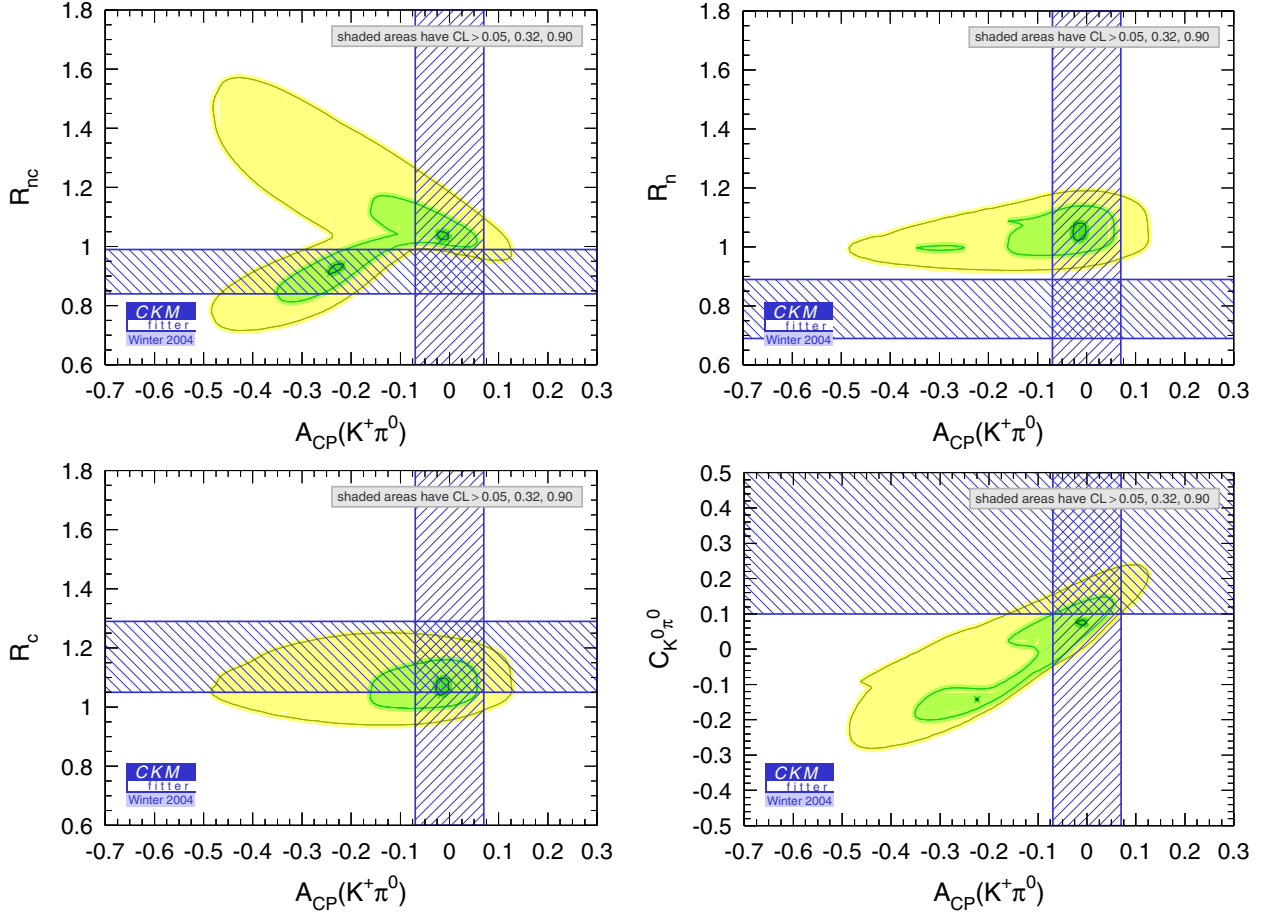 1.8
1.6
1.4
1.2
1
0.8
0.6
R_nc
shaded areas have CL > 0.05, 0.32, 0.90
CKM
fitter
Winter 2004
-0.7 -0.6 -0.5 -0.4 -0.3 -0.2 -0.1 0 0.1 0.2 0.3
A_CP(K⁺π⁰)
1.8
1.6
1.4
1.2
1
0.8
0.6
R_n
shaded areas have CL > 0.05, 0.32, 0.90
CKM
fitter
Winter 2004
-0.7 -0.6 -0.5 -0.4 -0.3 -0.2 -0.1 0 0.1 0.2 0.3
A_CP(K⁺π⁰)
1.8
1.6
1.4
1.2
1
0.8
0.6
R_c
shaded areas have CL > 0.05, 0.32, 0.90
CKM
fitter
Winter 2004
-0.7 -0.6 -0.5 -0.4 -0.3 -0.2 -0.1 0 0.1 0.2 0.3
A_CP(K⁺π⁰)
0.5
0.4
0.3
0.2
0.1
0
-0.1
-0.2
-0.3
-0.4
-0.5
C_K⁰π⁰
shaded areas have CL > 0.05, 0.32, 0.90
CKM
fitter
Winter 2004
-0.7 -0.6 -0.5 -0.4 -0.3 -0.2 -0.1 0 0.1 0.2 0.3
A_CP(K⁺π⁰)